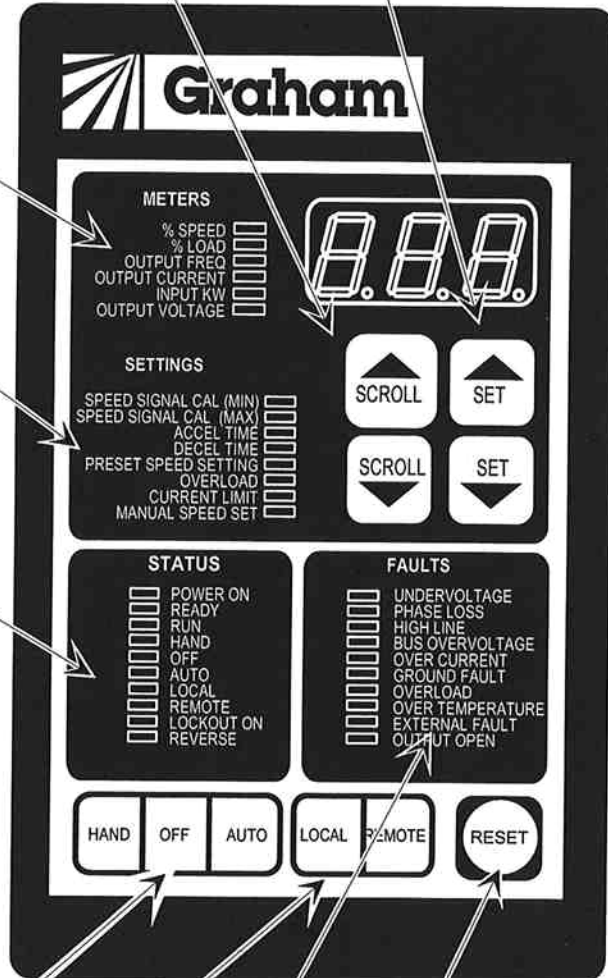 Graham
METERS
% SPEED
% LOAD
OUTPUT FREQ
OUTPUT CURRENT
INPUT KW
OUTPUT VOLTAGE
8.8.8.
SETTINGS
SPEED SIGNAL CAL (MIN)
SPEED SIGNAL CAL (MAX)
ACCEL TIME
DECEL TIME
PRESET SPEED SETTING
OVERLOAD
CURRENT LIMIT
MANUAL SPEED SET
SCROLL
SET
SCROLL
SET
STATUS
POWER ON
READY
RUN
HAND
OFF
AUTO
LOCAL
REMOTE
LOCKOUT ON
REVERSE
FAULTS
UNDERVOLTAGE
PHASE LOSS
HIGH LINE
BUS OVERVOLTAGE
OVER CURRENT
GROUND FAULT
OVERLOAD
OVER TEMPERATURE
EXTERNAL FAULT
OUTPUT OPEN
HAND OFF AUTO
LOCAL REMOTE
RESET